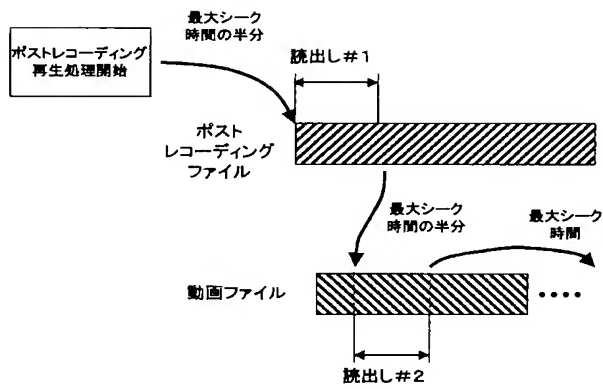 最大シーク
時間の半分
ポストレコーディング
再生処理開始
読出し#1
ポスト
レコーディング
ファイル
最大シーク
時間の半分
最大シーク
時間
動画ファイル
・・・・
読出し#2